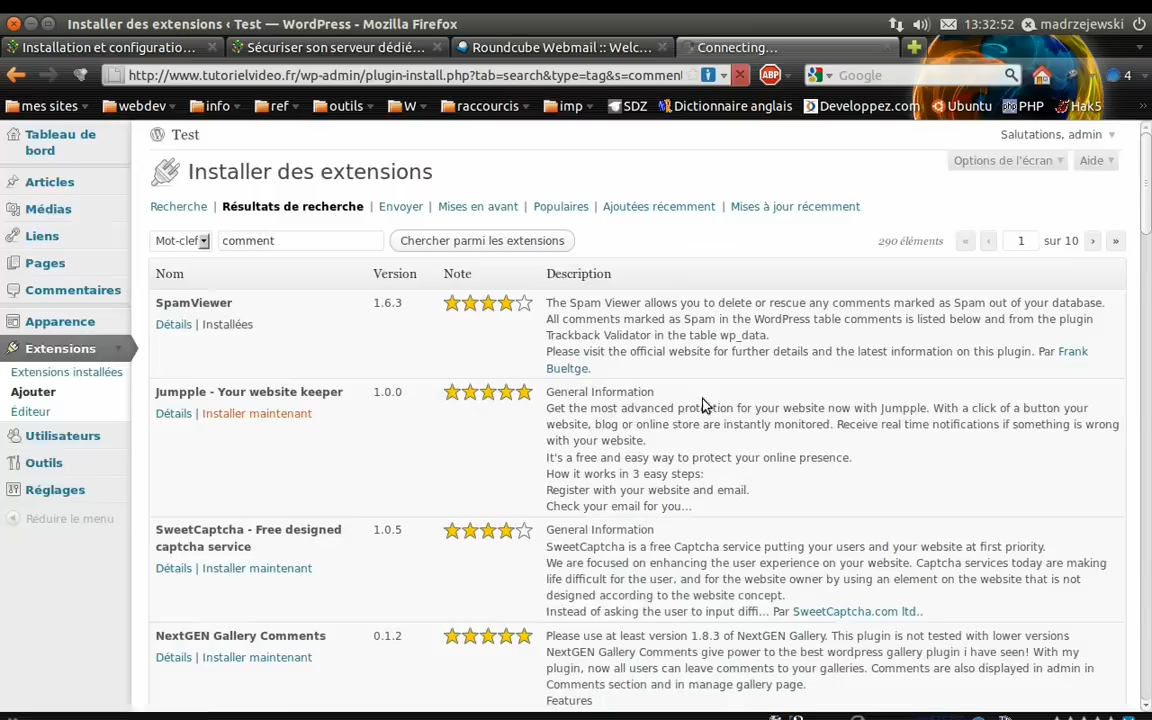 Installer des extensions ‹ Test — WordPress - Mozilla Firefox
13:32:52
madrzejewski
Installation et configuratio...
Sécuriser son serveur dédié...
Roundcube Webmail :: Welc...
Connecting...
http://www.tutorielvideo.fr/wp-admin/plugin-install.php?tab=search&type=tag&s=comment
ABP
Google
4
mes sites
webdev
info
ref
outils
W
raccourcis
imp
SDZ
Dictionnaire anglais
Developpez.com
Ubuntu
PHP
Hak5
Test
Salutations, admin
Tableau de
bord
Articles
Médias
Liens
Pages
Commentaires
Apparence
Extensions
Extensions installées
Ajouter
Éditeur
Utilisateurs
Outils
Réglages
Réduire le menu
Options de l'écran
Aide
Installer des extensions
Recherche | Résultats de recherche | Envoyer | Mises en avant | Populaires | Ajoutées récemment | Mises à jour récemment
Mot-clef
comment
Chercher parmi les extensions
290 éléments « ‹ 1 sur 10 › »
Nom Version Note Description
SpamViewer
Détails | Installées
1.6.3
The Spam Viewer allows you to delete or rescue any comments marked as Spam out of your database.
All comments marked as Spam in the WordPress table comments is listed below and from the plugin
Trackback Validator in the table wp_data.
Please visit the official website for further details and the latest information on this plugin. Par Frank
Bueltge.
Jumpple - Your website keeper
Détails | Installer maintenant
1.0.0
General Information
Get the most advanced protection for your website now with Jumpple. With a click of a button your
website, blog or online store are instantly monitored. Receive real time notifications if something is wrong
with your website.
It's a free and easy way to protect your online presence.
How it works in 3 easy steps:
Register with your website and email.
Check your email for you...
SweetCaptcha - Free designed
captcha service
Détails | Installer maintenant
1.0.5
General Information
SweetCaptcha is a free Captcha service putting your users and your website at first priority.
We are focused on enhancing the user experience on your website. Captcha services today are making
life difficult for the user, and for the website owner by using an element on the website that is not
designed according to the website concept.
Instead of asking the user to input diffi... Par SweetCaptcha.com ltd..
NextGEN Gallery Comments
Détails | Installer maintenant
0.1.2
Please use at least version 1.8.3 of NextGEN Gallery. This plugin is not tested with lower versions
NextGEN Gallery Comments give power to the best wordpress gallery plugin i have seen! With my
plugin, now all users can leave comments to your galleries. Comments are also displayed in admin in
Comments section and in manage gallery page.
Features